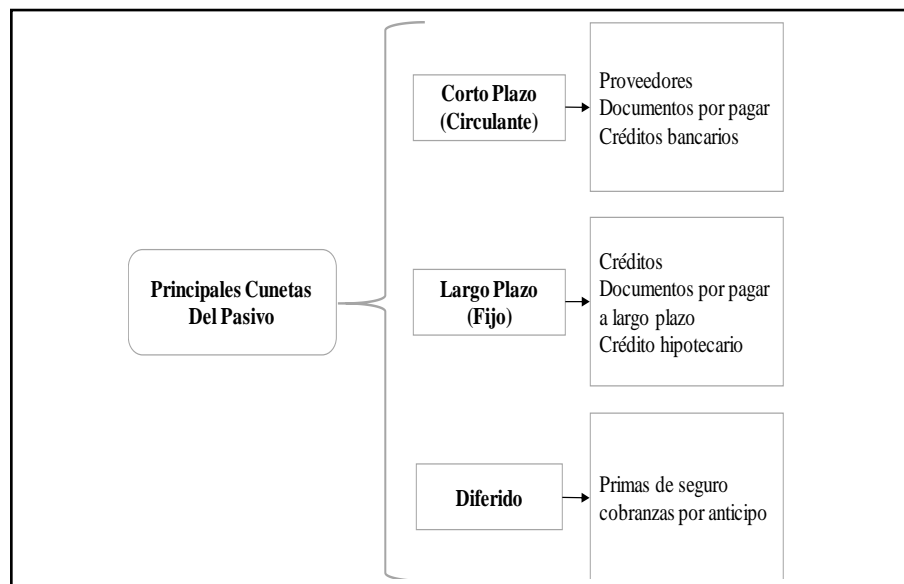 Principales Cunetas
Del Pasivo
Corto Plazo
(Circulante)
Proveedores
Documentos por pagar
Créditos bancarios
Largo Plazo
(Fijo)
Créditos
Documentos por pagar
a largo plazo
Crédito hipotecario
Diferido
Primas de seguro
cobranzas por anticipo